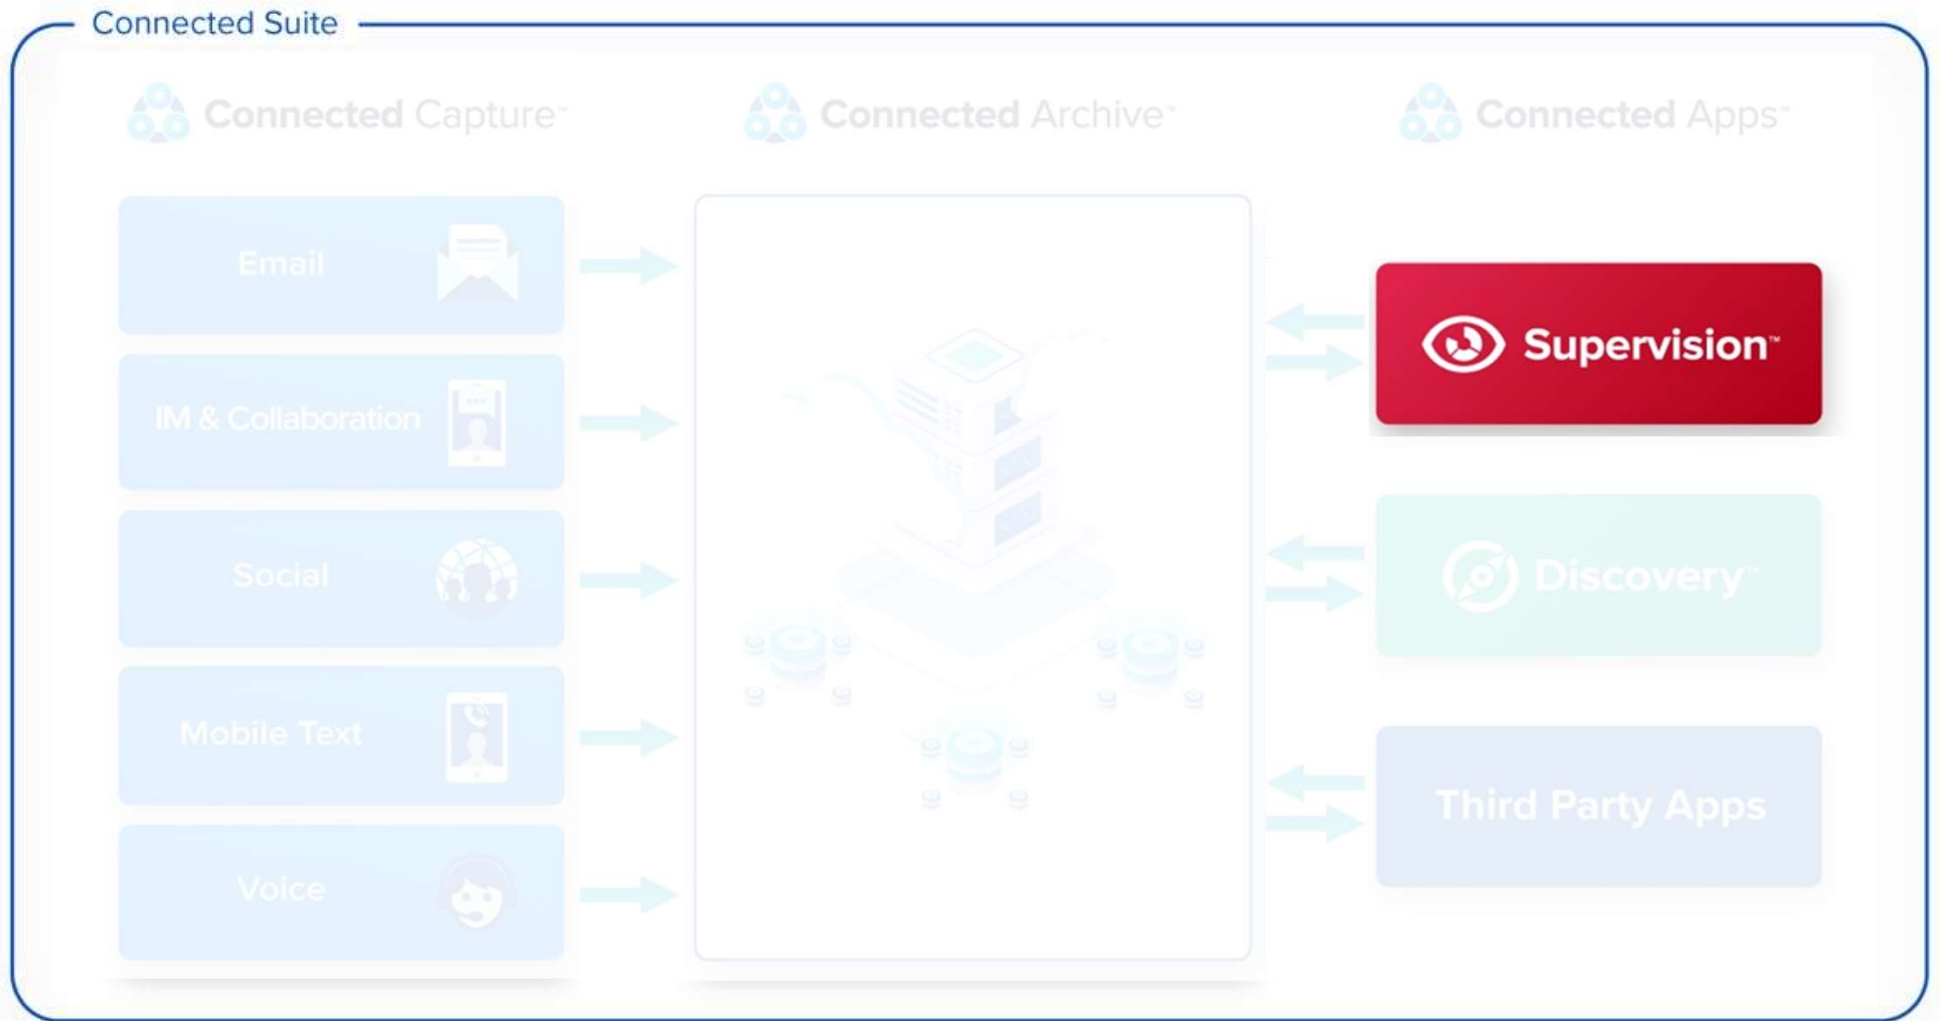 Connected Suite
Connected Capture™
Connected Archive™
Connected Apps™
Email
IM & Collaboration
Social
Mobile Text
Voice
Supervision™
Discovery™
Third Party Apps